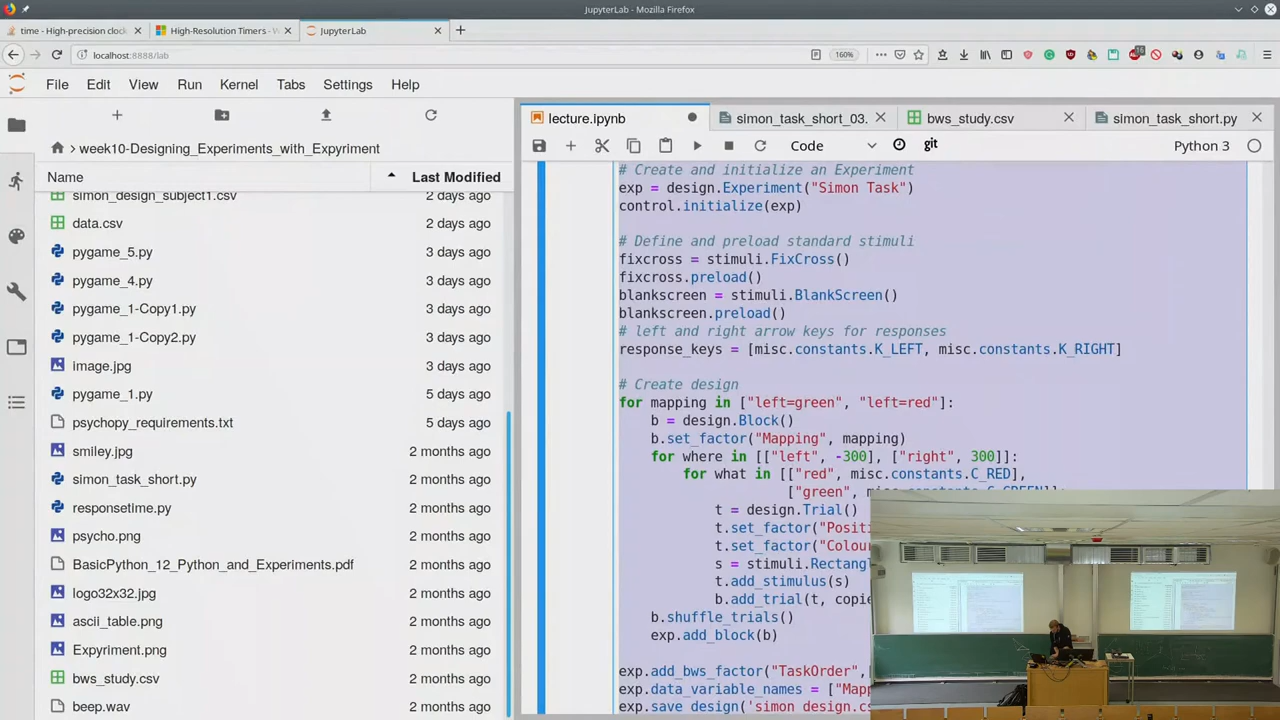 JupyterLab - Mozilla Firefox
time - High-precision clock
High-Resolution Timers - W
JupyterLab
localhost:8888/lab
160%
16
File Edit View Run Kernel Tabs Settings Help
week10-Designing_Experiments_with_Expyriment
Name Last Modified
simon_design_subject1.csv 2 days ago
data.csv 2 days ago
pygame_5.py 3 days ago
pygame_4.py 3 days ago
pygame_1-Copy1.py 3 days ago
pygame_1-Copy2.py 3 days ago
image.jpg 3 days ago
pygame_1.py 5 days ago
psychopy_requirements.txt 5 days ago
smiley.jpg 2 months ago
simon_task_short.py 2 months ago
responsetime.py 2 months ago
psycho.png 2 months ago
BasicPython_12_Python_and_Experiments.pdf 2 months ago
logo32x32.jpg 2 months ago
ascii_table.png 2 months ago
Expyriment.png 2 months ago
bws_study.csv 2 months ago
beep.wav 2 months ago
lecture.ipynb
simon_task_short_03.
bws_study.csv
simon_task_short.py
Code
git
Python 3
# Create and initialize an Experiment
exp = design.Experiment("Simon Task")
control.initialize(exp)
# Define and preload standard stimuli
fixcross = stimuli.FixCross()
fixcross.preload()
blankscreen = stimuli.BlankScreen()
blankscreen.preload()
# left and right arrow keys for responses
response_keys = [misc.constants.K_LEFT, misc.constants.K_RIGHT]
# Create design
for mapping in ["left=green", "left=red"]:
b = design.Block()
b.set_factor("Mapping", mapping)
for where in [["left", -300], ["right", 300]]:
for what in [["red", misc.constants.C_RED],
["green",
t = design.Trial()
t.set_factor("Posit
t.set_factor("Colou
s = stimuli.Rectang
t.add_stimulus(s)
b.add_trial(t, copie
b.shuffle_trials()
exp.add_block(b)
exp.add_bws_factor("TaskOrder",
exp.data_variable_names = ["Map
exp.save_design('simon_design.cs